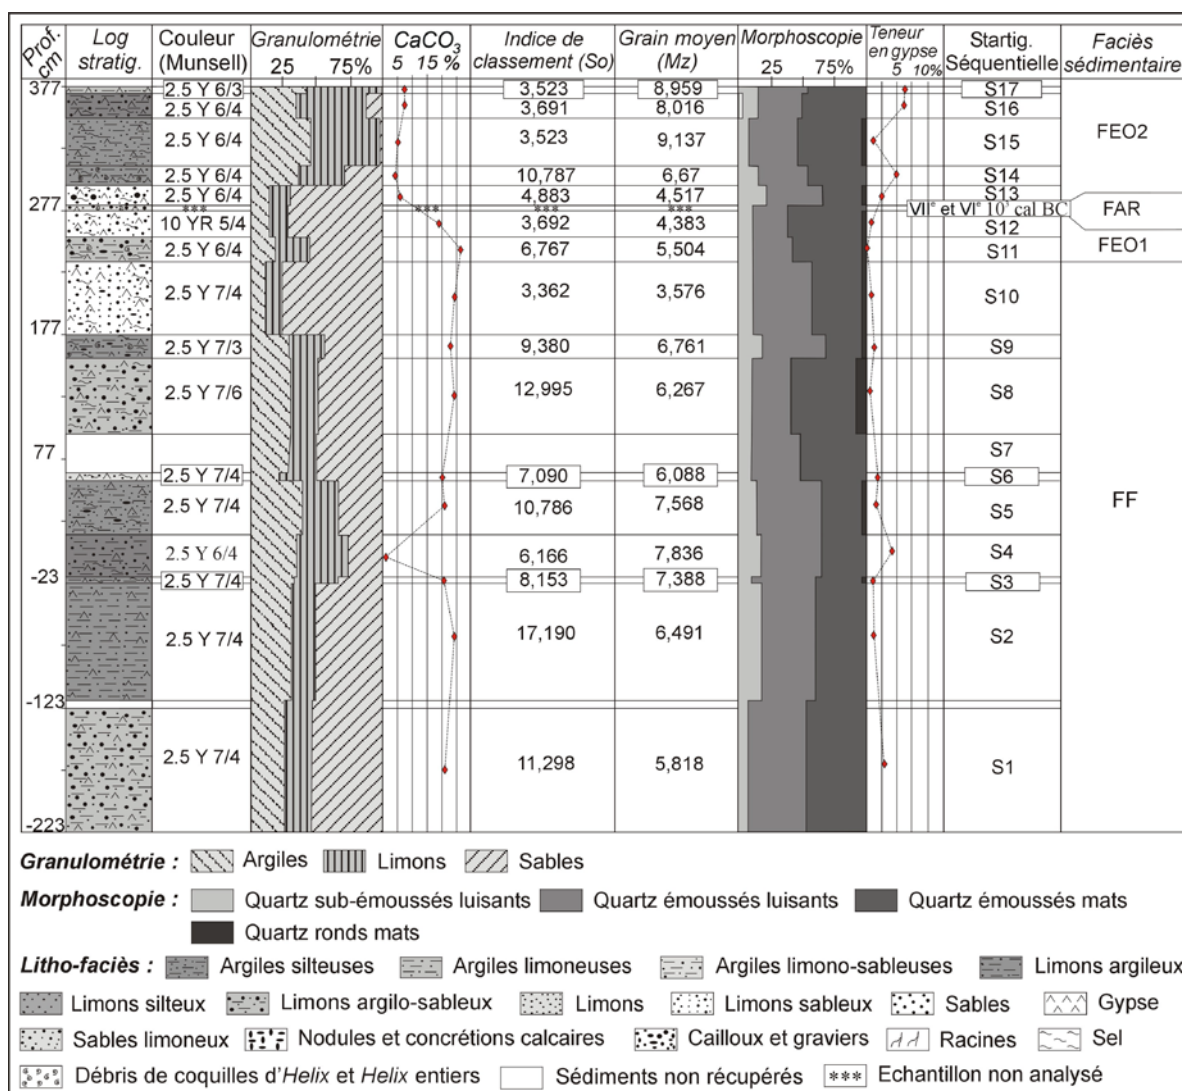 Prof. cm
Log stratig.
Couleur (Munsell)
Granulométrie
25 75%
CaCO3
5 15 %
Indice de classement (So)
Grain moyen (Mz)
Morphoscopie
25 75%
Teneur en gypse
5 10%
Startig. Séquentielle
Faciès sédimentaire
377
2.5 Y 6/3 3,523 8,959 S17
2.5 Y 6/4 3,691 8,016 S16
2.5 Y 6/4 3,523 9,137 S15
FEO2
2.5 Y 6/4 10,787 6,67 S14
2.5 Y 6/4 4,883 4,517 S13
277
*** *** *** ***
VIIe et VIe 103 cal BC
FAR
10 YR 5/4 3,692 4,383 S12
2.5 Y 6/4 6,767 5,504 S11
FEO1
2.5 Y 7/4 3,362 3,576 S10
177
2.5 Y 7/3 9,380 6,761 S9
2.5 Y 7/6 12,995 6,267 S8
77
S7
2.5 Y 7/4 7,090 6,088 S6
2.5 Y 7/4 10,786 7,568 S5
FF
2.5 Y 6/4 6,166 7,836 S4
-23
2.5 Y 7/4 8,153 7,388 S3
2.5 Y 7/4 17,190 6,491 S2
-123
2.5 Y 7/4 11,298 5,818 S1
-223
Granulométrie : Argiles Limons Sables
Morphoscopie : Quartz sub-émoussés luisants Quartz émoussés luisants Quartz émoussés mats
Quartz ronds mats
Litho-faciès : Argiles silteuses Argiles limoneuses Argiles limono-sableuses Limons argileux
Limons silteux Limons argilo-sableux Limons Limons sableux Sables Gypse
Sables limoneux Nodules et concrétions calcaires Cailloux et graviers Racines Sel
Débris de coquilles d'Helix et Helix entiers Sédiments non récupérés *** Echantillon non analysé